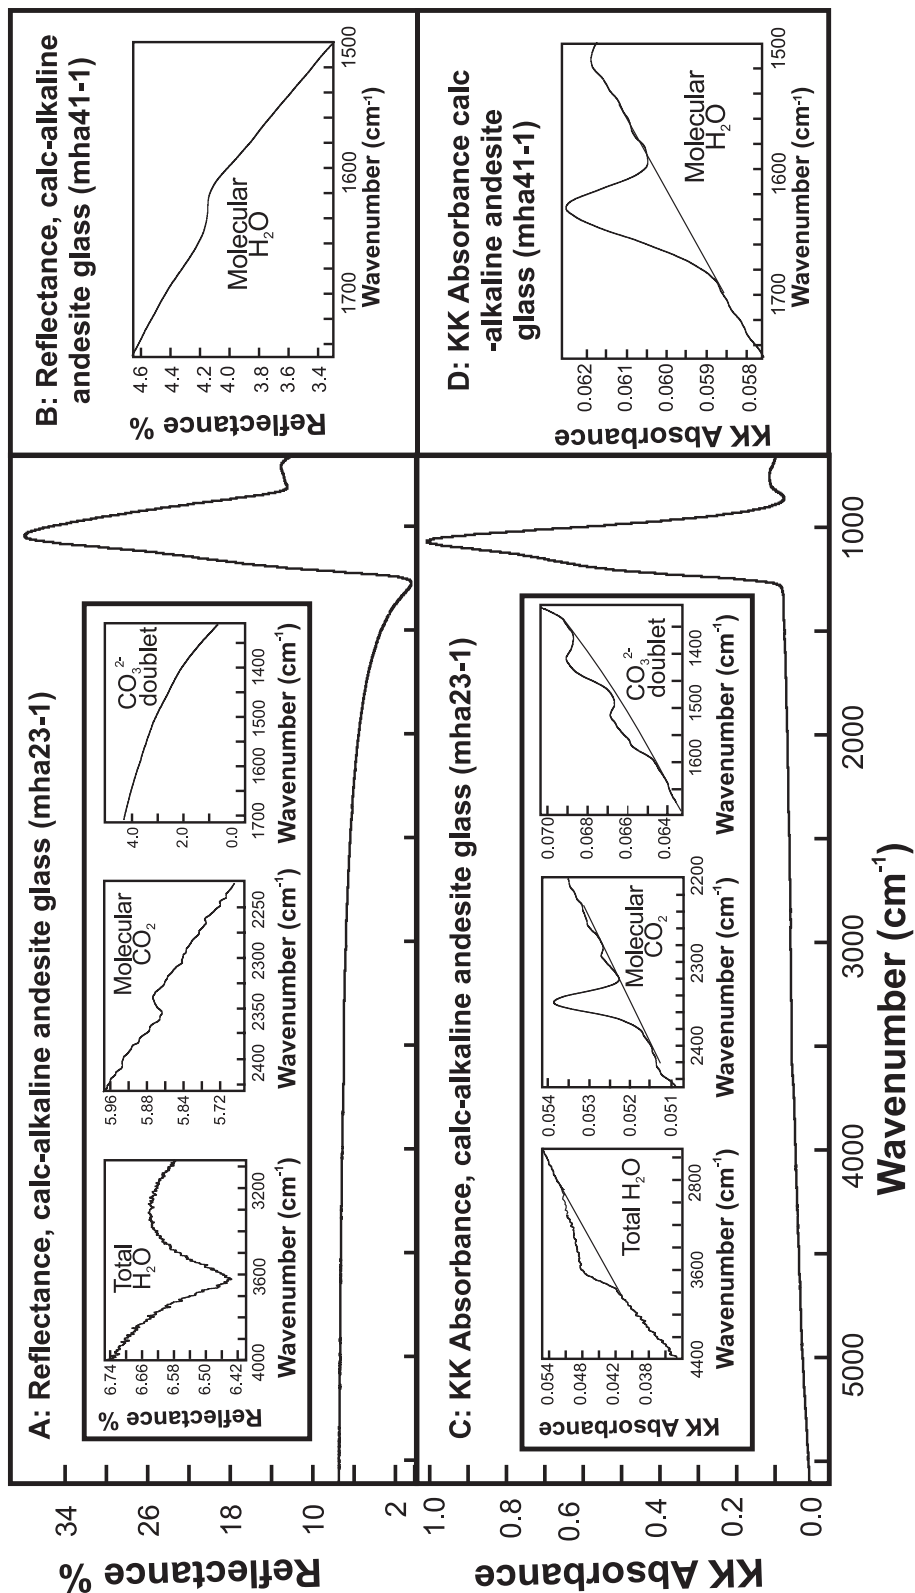 A: Reflectance, calc-alkaline andesite glass (mha23-1)
Reflectance %
34
26
18
10
2
Reflectance %
6.74
6.66
6.58
6.50
6.42
Total
H2O
4000
3600
3200
Wavenumber (cm-1)
5.96
5.88
5.84
5.72
Molecular
CO2
2400
2350
2300
2250
Wavenumber (cm-1)
4.0
2.0
0.0
CO3 2-
doublet
1700
1600
1500
1400
Wavenumber (cm-1)
B: Reflectance, calc-alkaline
andesite glass (mha41-1)
Reflectance %
4.6
4.4
4.2
4.0
3.8
3.6
3.4
Molecular
H2O
1700
1600
1500
Wavenumber (cm-1)
C: KK Absorbance, calc-alkaline andesite glass (mha23-1)
KK Absorbance
1.0
0.8
0.6
0.4
0.2
0.0
KK Absorbance
0.054
0.048
0.042
0.038
Total H2O
4400
3600
2800
Wavenumber (cm-1)
0.054
0.053
0.052
0.051
Molecular
CO2
2400
2300
2200
Wavenumber (cm-1)
0.070
0.068
0.066
0.064
CO3 2-
doublet
1600
1500
1400
Wavenumber (cm-1)
D: KK Absorbance calc
-alkaline andesite
glass (mha41-1)
KK Absorbance
0.062
0.061
0.060
0.059
0.058
Molecular
H2O
1700
1600
1500
Wavenumber (cm-1)
5000
4000
3000
2000
1000
Wavenumber (cm-1)